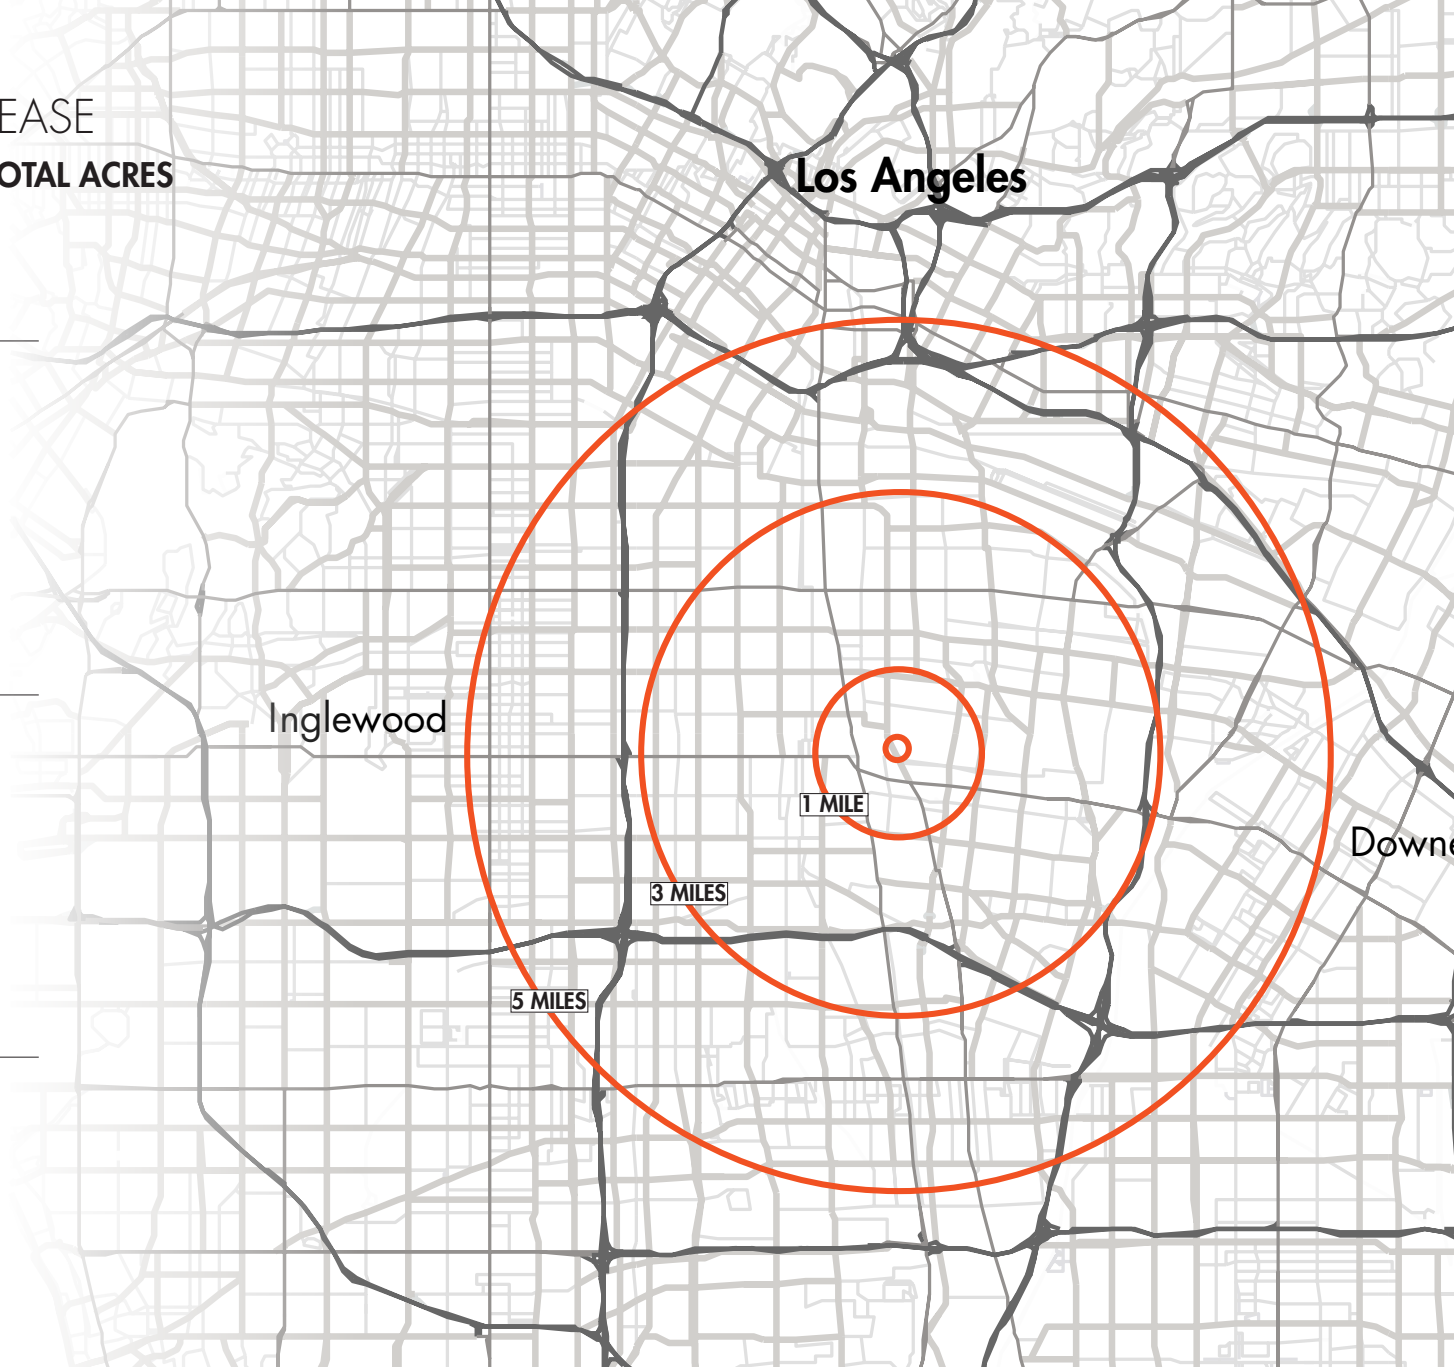 EASE
OTAL ACRES
Los Angeles
Inglewood
1 MILE
Downe
3 MILES
5 MILES